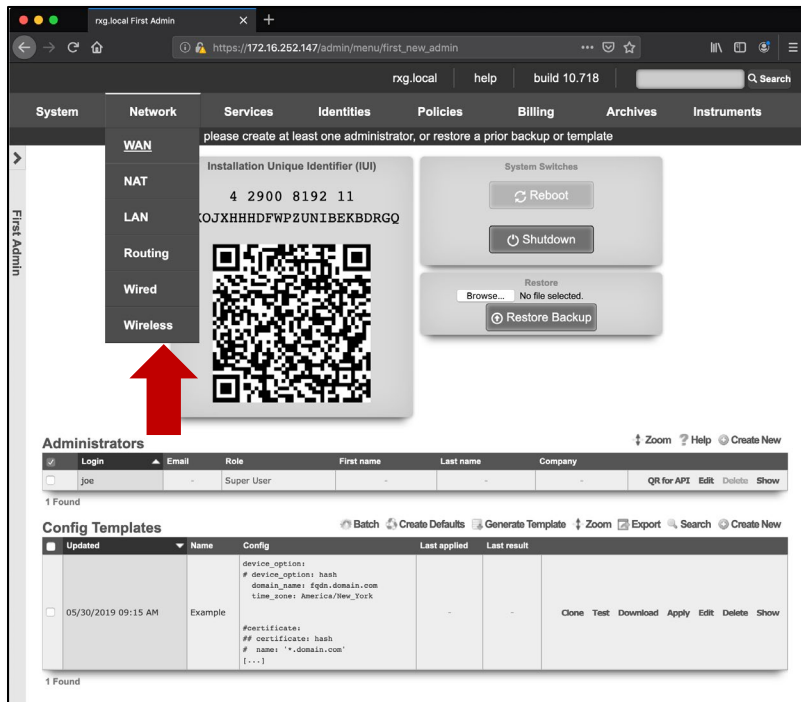 rxg.local First Admin
https://172.16.252.147/admin/menu/first_new_admin
rxg.local help build 10.718 Search
System Network Services Identities Policies Billing Archives Instruments
please create at least one administrator, or restore a prior backup or template
WAN
NAT
LAN
Routing
Wired
Wireless
First Admin
Installation Unique Identifier (IUI)
4 2900 8192 11
OJXHHHDFWPZUNIBEKBDRGQ
System Switches
Reboot
Shutdown
Restore
Browse... No file selected.
Restore Backup
Administrators Zoom Help Create New
Login Email Role First name Last name Company
joe - Super User - - - QR for API Edit Delete Show
1 Found
Config Templates Batch Create Defaults Generate Template Zoom Export Search Create New
Updated Name Config Last applied Last result
05/30/2019 09:15 AM Example - - Clone Test Download Apply Edit Delete Show
device_option:
# device_option: hash
domain_name: fqdn.domain.com
time_zone: America/New_York
#certificate:
## certificate: hash
# name: '*.domain.com'
[...]
1 Found